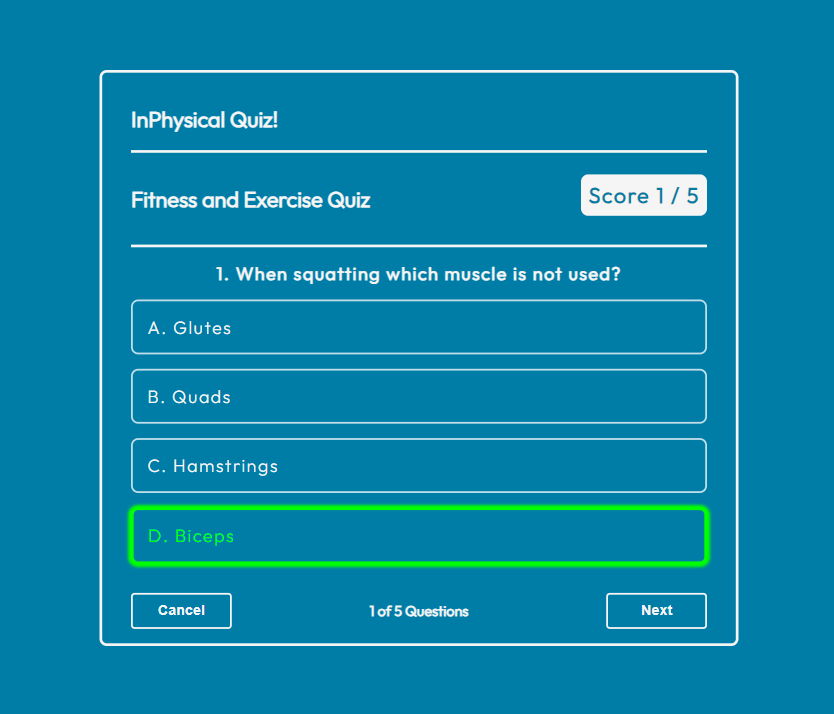 InPhysical Quiz!
Fitness and Exercise Quiz
Score 1 / 5
1. When squatting which muscle is not used?
A. Glutes
B. Quads
C. Hamstrings
D. Biceps
Cancel
1 of 5 Questions
Next